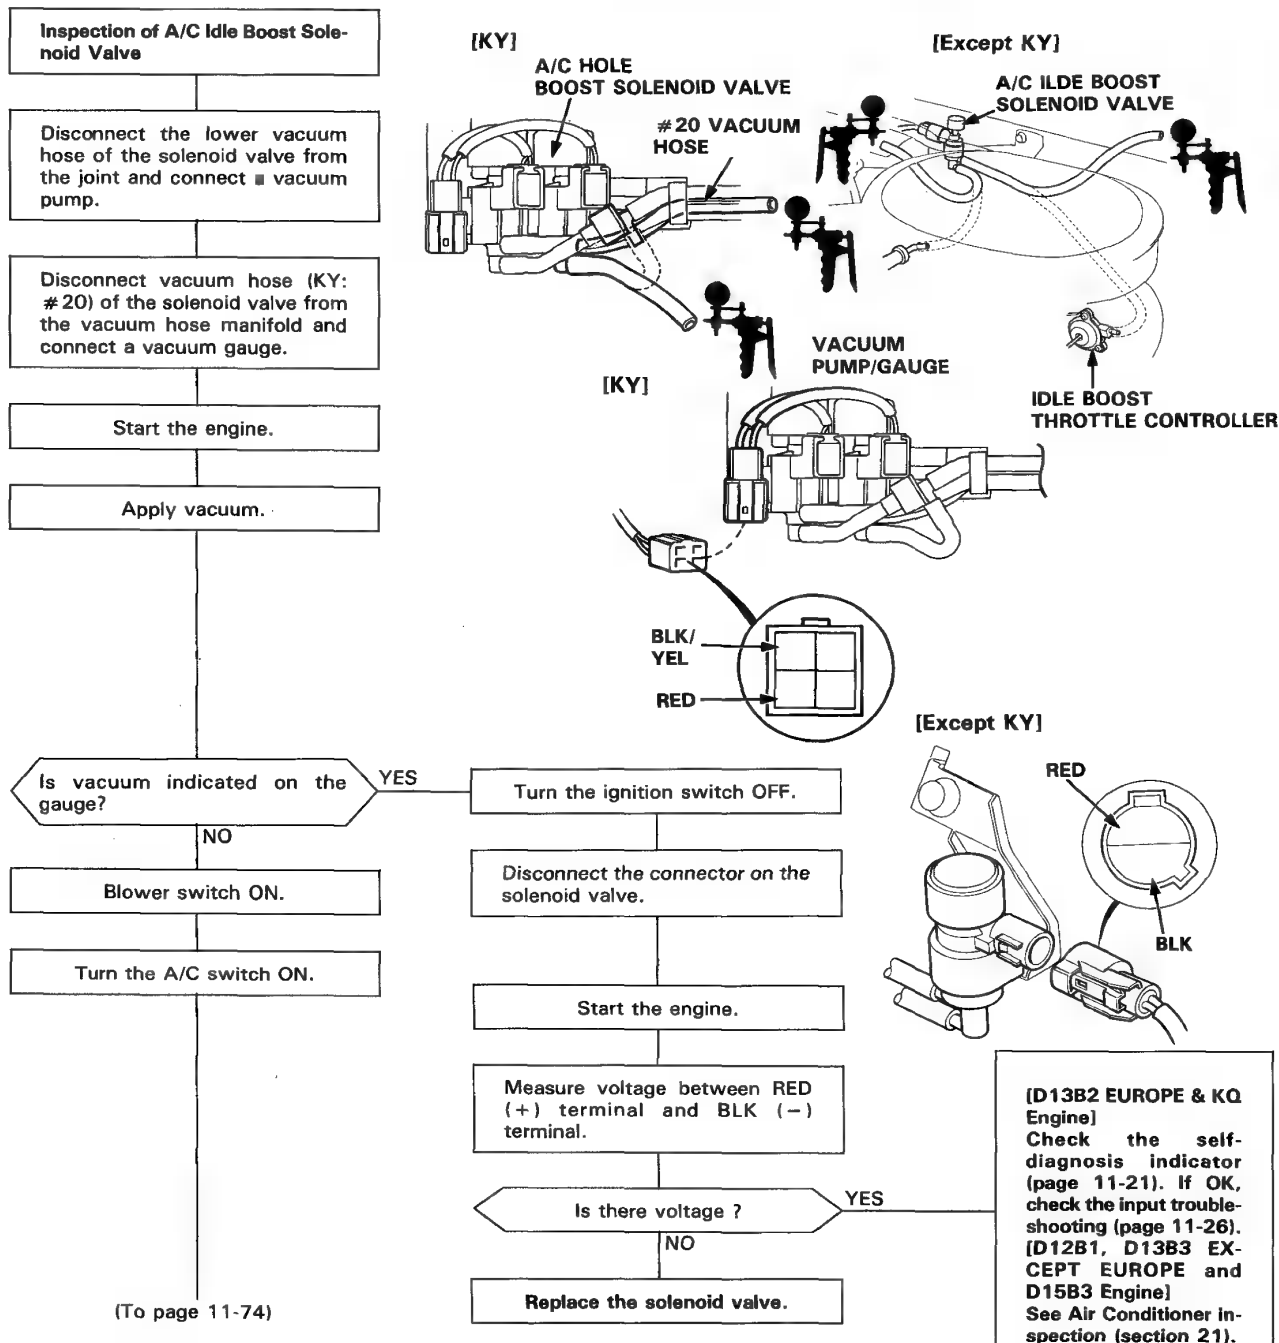 Inspection of A/C Idle Boost Sole-
noid Valve
Disconnect the lower vacuum
hose of the solenoid valve from
the joint and connect ■ vacuum
pump.
Disconnect vacuum hose (KY:
#20) of the solenoid valve from
the vacuum hose manifold and
connect a vacuum gauge.
Start the engine.
Apply vacuum.
[KY]
A/C HOLE
BOOST SOLENOID VALVE
#20 VACUUM
HOSE
[Except KY]
A/C ILDE BOOST
SOLENOID VALVE
VACUUM
PUMP/GAUGE
IDLE BOOST
THROTTLE CONTROLLER
[KY]
BLK/
YEL
RED
[Except KY]
RED
BLK
Is vacuum indicated on the
gauge?
YES
NO
Blower switch ON.
Turn the A/C switch ON.
(To page 11-74)
Turn the ignition switch OFF.
Disconnect the connector on the
solenoid valve.
Start the engine.
Measure voltage between RED
(+) terminal and BLK (−)
terminal.
Is there voltage ?
YES
NO
Replace the solenoid valve.
[D13B2 EUROPE & KQ
Engine]
Check the self-
diagnosis indicator
(page 11-21). If OK,
check the input trouble-
shooting (page 11-26).
[D12B1, D13B3 EX-
CEPT EUROPE and
D15B3 Engine]
See Air Conditioner in-
spection (section 21).